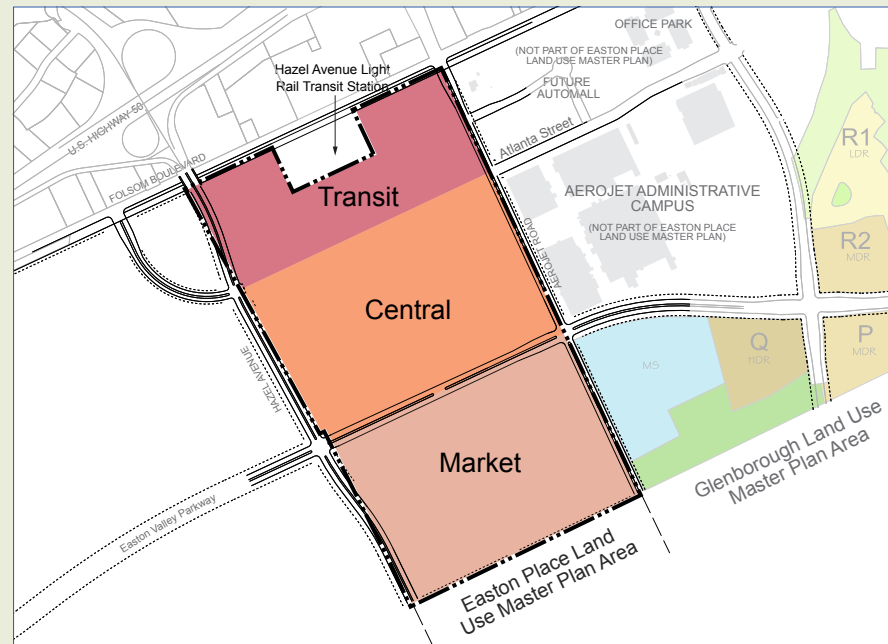 OFFICE PARK
(NOT PART OF EASTON PLACE
LAND USE MASTER PLAN)
FUTURE
AUTOMALL
Hazel Avenue Light
Rail Transit Station
U.S. HIGHWAY 50
FOLSOM BOULEVARD
Atlanta Street
R1
LDR
Transit
AEROJET ADMINISTRATIVE
CAMPUS
(NOT PART OF EASTON PLACE
LAND USE MASTER PLAN)
R2
MDR
AEROJET ROAD
Central
HAZEL AVENUE
MS
Q
HDR
P
MDR
Market
Glenborough Land Use
Master Plan Area
Easton Valley Parkway
Easton Place Land
Use Master Plan Area